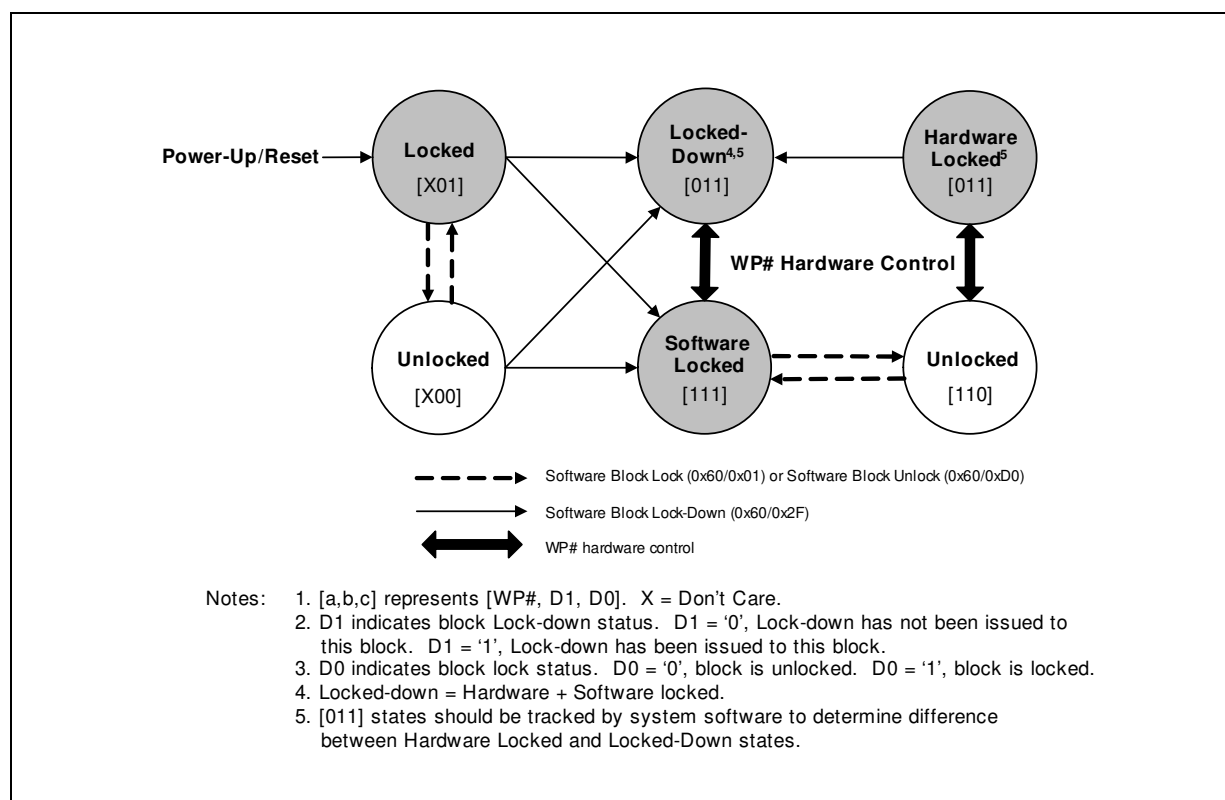 Power-Up/Reset
Locked
[X01]
Locked-
Down4,5
[011]
Hardware
Locked5
[011]
WP# Hardware Control
Unlocked
[X00]
Software
Locked
[111]
Unlocked
[110]
Software Block Lock (0x60/0x01) or Software Block Unlock (0x60/0xD0)
Software Block Lock-Down (0x60/0x2F)
WP# hardware control
Notes: 1. [a,b,c] represents [WP#, D1, D0]. X = Don't Care.
2. D1 indicates block Lock-down status. D1 = ‘0’, Lock-down has not been issued to
this block. D1 = ‘1’, Lock-down has been issued to this block.
3. D0 indicates block lock status. D0 = ‘0’, block is unlocked. D0 = ‘1’, block is locked.
4. Locked-down = Hardware + Software locked.
5. [011] states should be tracked by system software to determine difference
between Hardware Locked and Locked-Down states.